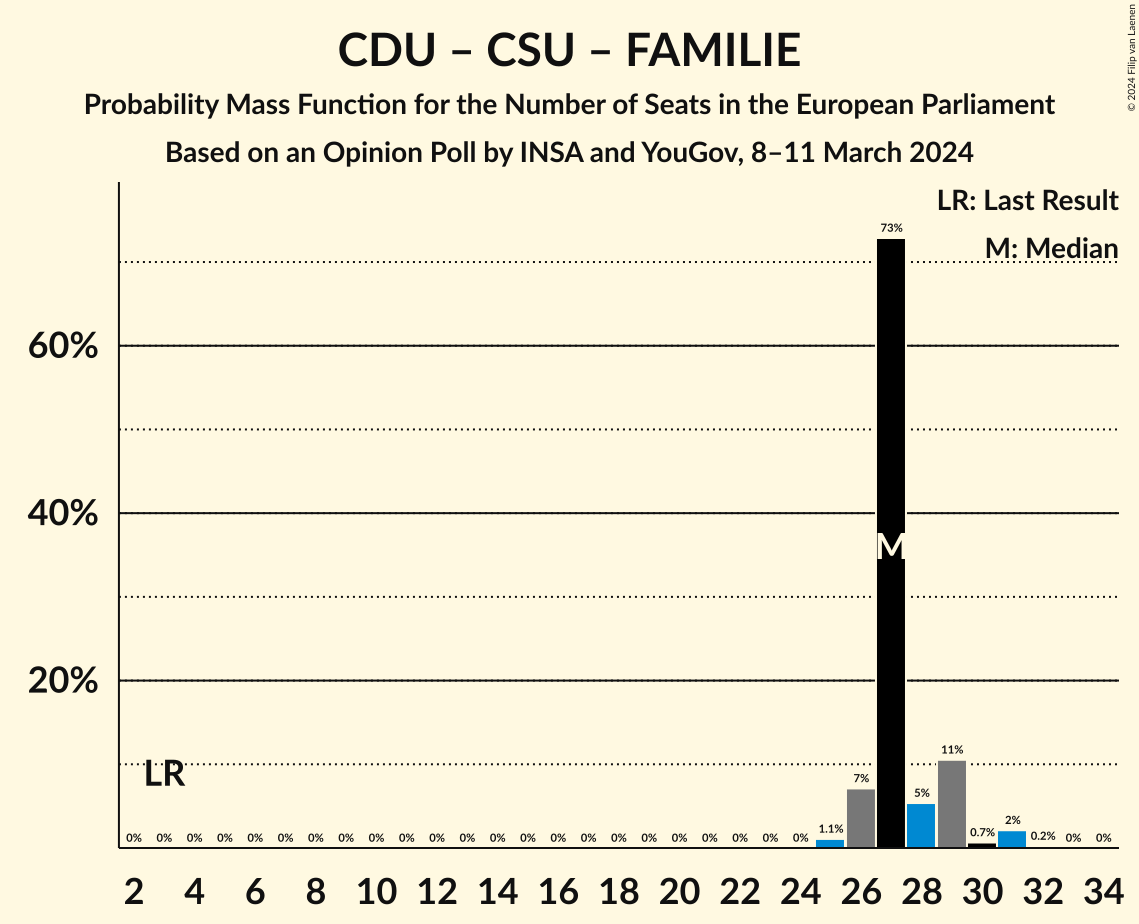 CDU – CSU – FAMILIE
Probability Mass Function for the Number of Seats in the European Parliament
Based on an Opinion Poll by INSA and YouGov, 8–11 March 2024
© 2024 Filip van Laenen
LR: Last Result
M: Median
60%
40%
20%
LR
M
0% 0% 0% 0% 0% 0% 0% 0% 0% 0% 0% 0% 0% 0% 0% 0% 0% 0% 0% 0% 0% 0% 0% 1.1% 7% 73% 5% 11% 0.7% 2% 0.2% 0% 0%
2 4 6 8 10 12 14 16 18 20 22 24 26 28 30 32 34